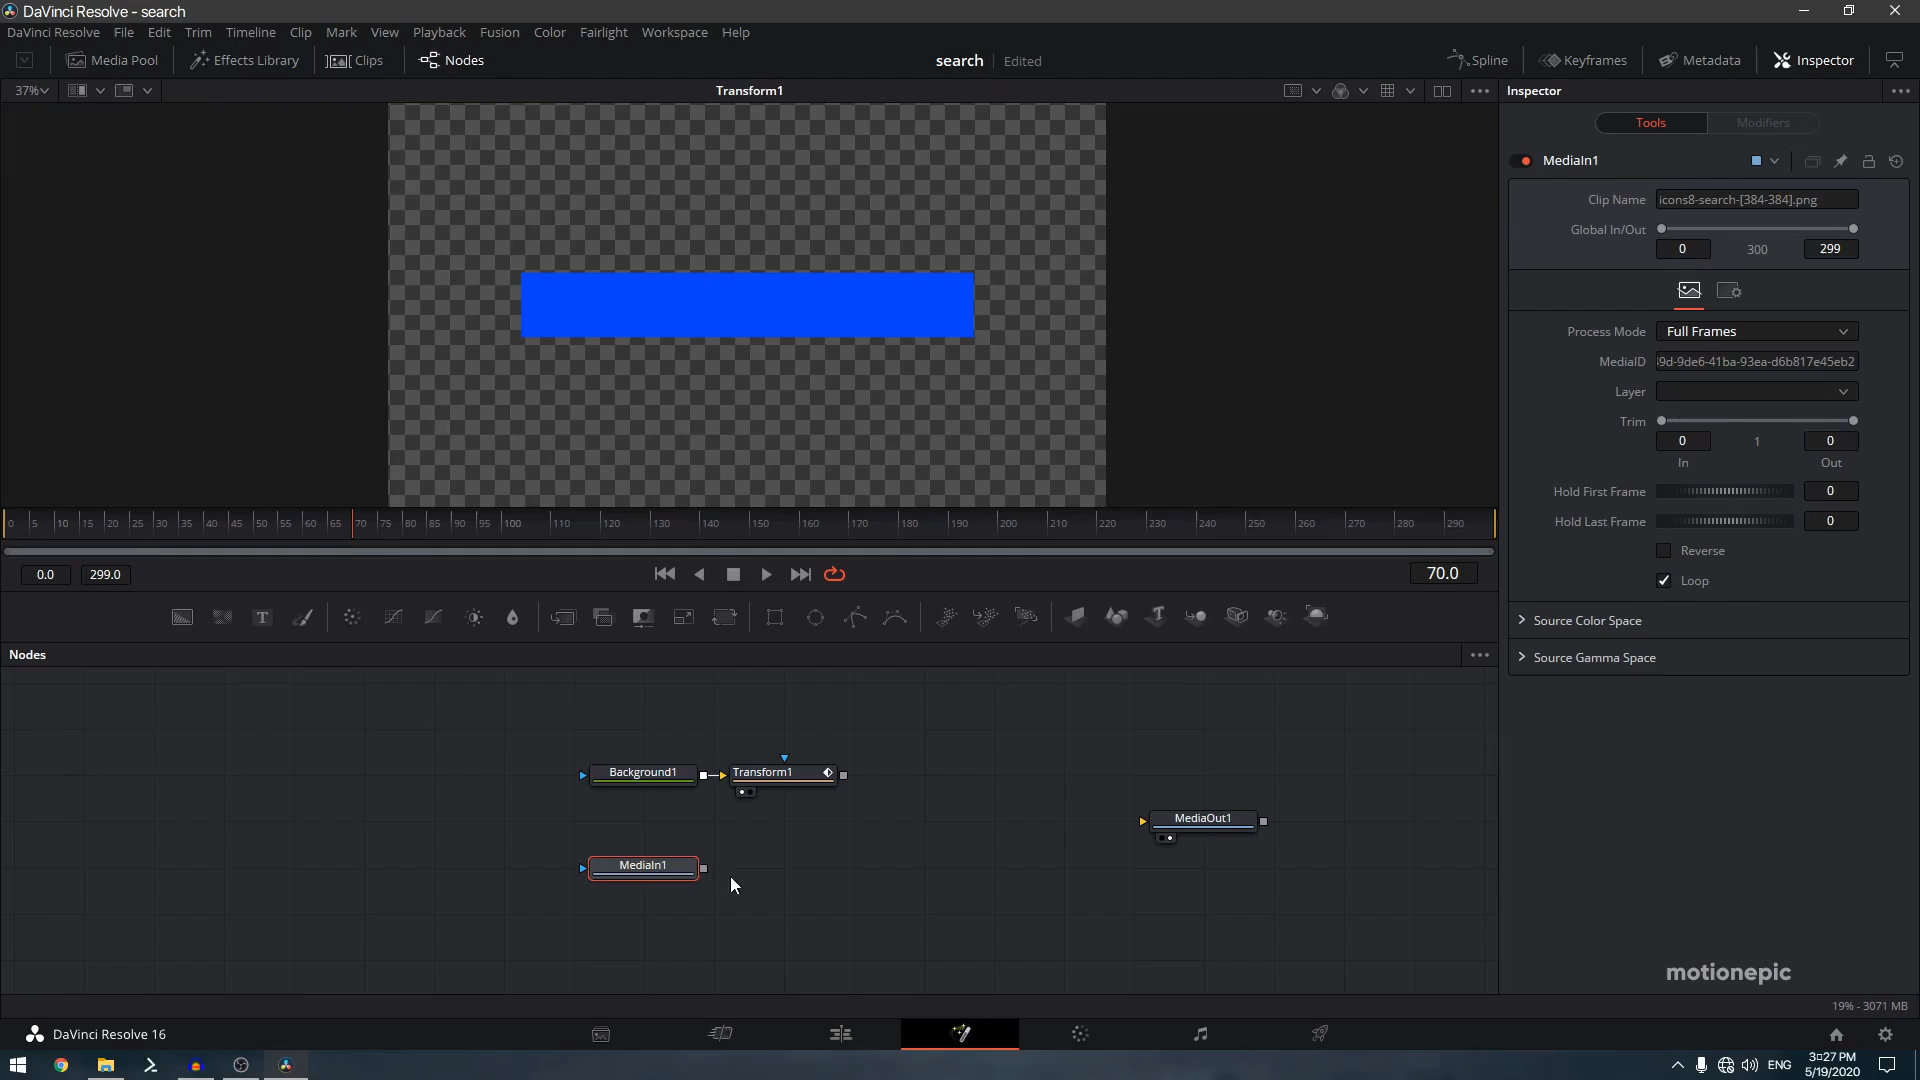 DaVinci Resolve - search
DaVinci Resolve File Edit Trim Timeline Clip Mark View Playback Fusion Color Fairlight Workspace Help
Media Pool Effects Library Clips Nodes search Edited Spline Keyframes Metadata Inspector
37% Transform1 Inspector
Tools Modifiers
MediaIn1
Clip Name icons8-search-[384-384].png
Global In/Out
0 300 299
Process Mode Full Frames
MediaID 9d-9de6-41ba-93ea-d6b817e45eb2
Layer
Trim
0 1 0
In Out
Hold First Frame 0
Hold Last Frame 0
Reverse
Loop
Source Color Space
Source Gamma Space
0 5 10 15 20 25 30 35 40 45 50 55 60 65 70 75 80 85 90 95 100 110 120 130 140 150 160 170 180 190 200 210 220 230 240 250 260 270 280 290
0.0 299.0 70.0
Nodes
Background1 Transform1
MediaOut1
MediaIn1
motionepic
19% - 3071 MB
DaVinci Resolve 16
ENG
3:27 PM
5/19/2020